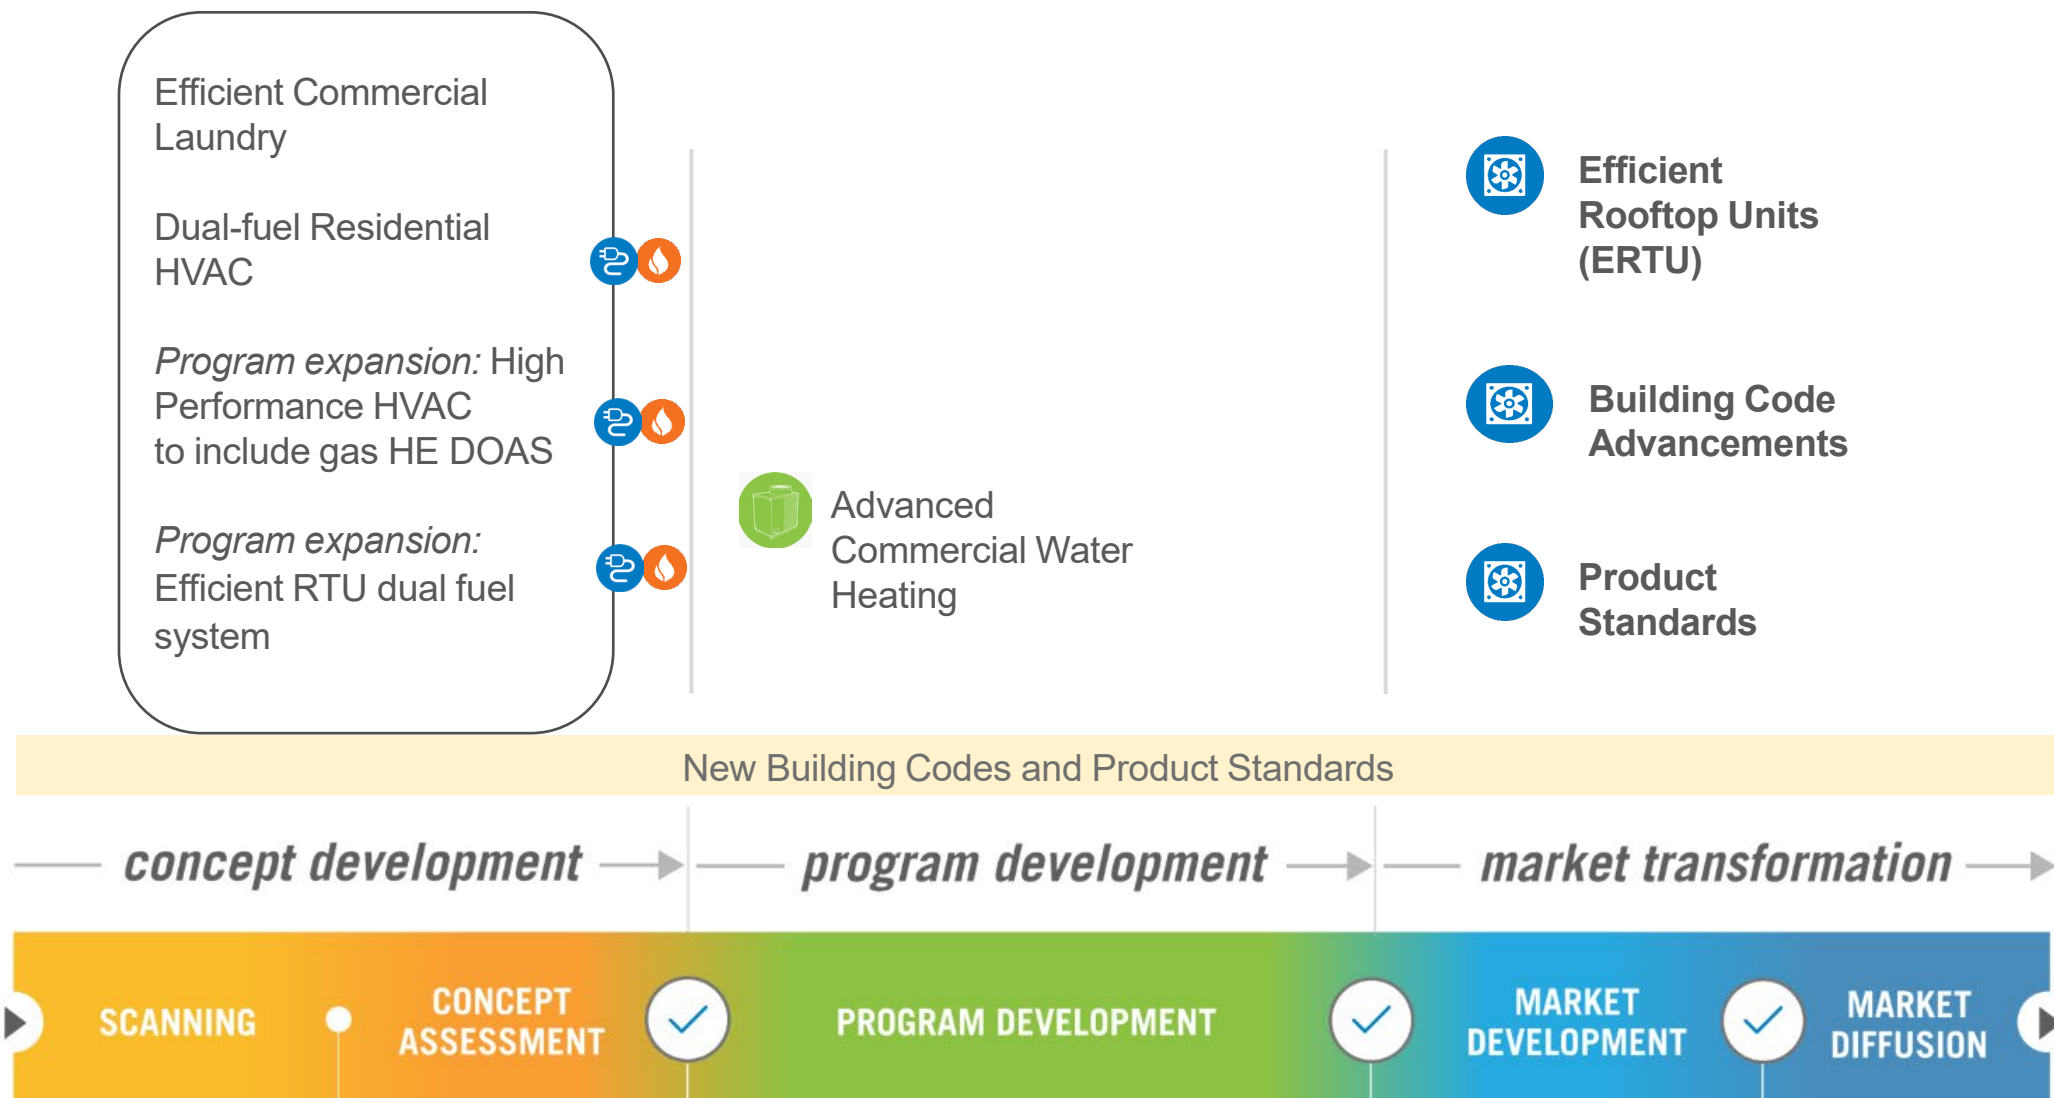 Efficient Commercial
Laundry
Dual-fuel Residential
HVAC
Program expansion: High
Performance HVAC
to include gas HE DOAS
Program expansion:
Efficient RTU dual fuel
system
Advanced
Commercial Water
Heating
Efficient
Rooftop Units
(ERTU)
Building Code
Advancements
Product
Standards
New Building Codes and Product Standards
concept development
program development
market transformation
SCANNING
CONCEPT
ASSESSMENT
PROGRAM DEVELOPMENT
MARKET
DEVELOPMENT
MARKET
DIFFUSION